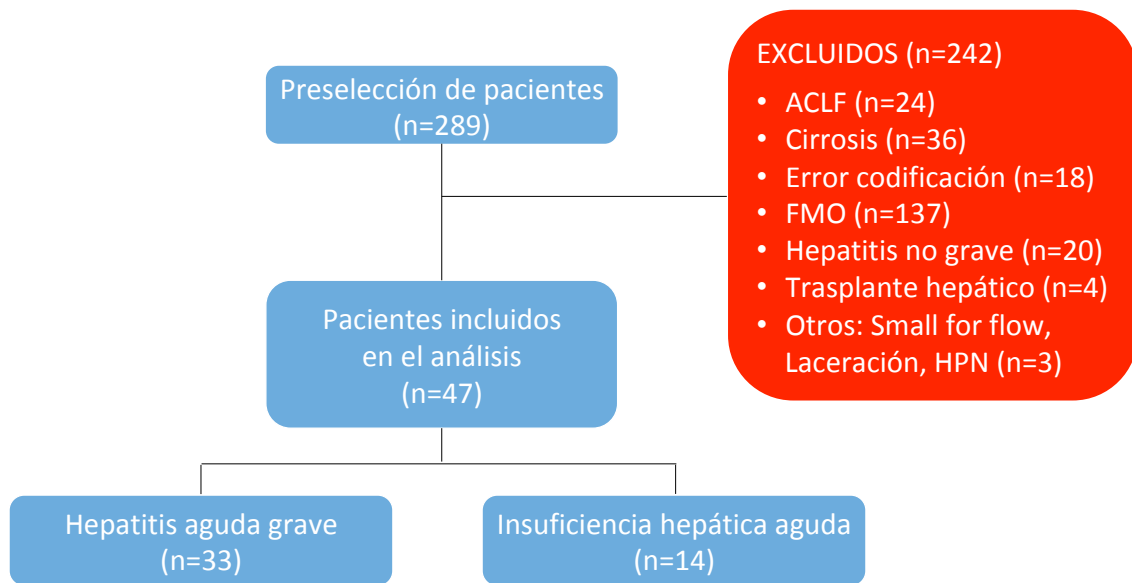 Preselección de pacientes
(n=289)
EXCLUIDOS (n=242)
• ACLF (n=24)
• Cirrosis (n=36)
• Error codificación (n=18)
• FMO (n=137)
• Hepatitis no grave (n=20)
• Trasplante hepático (n=4)
• Otros: Small for flow,
Laceración, HPN (n=3)
Pacientes incluidos
en el análisis
(n=47)
Hepatitis aguda grave
(n=33)
Insuficiencia hepática aguda
(n=14)